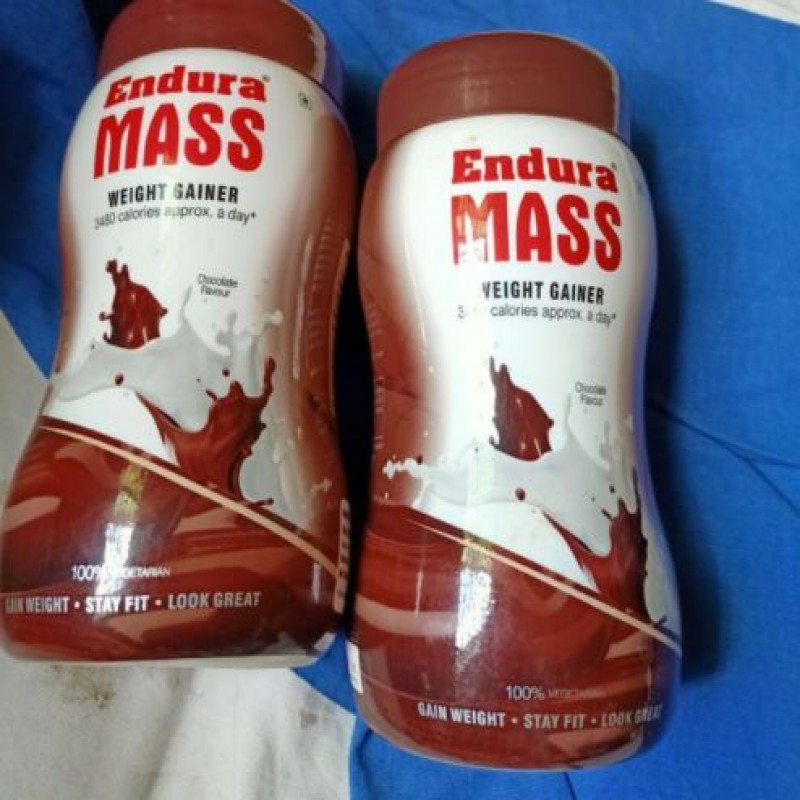 Endura
MASS
WEIGHT GAINER
3480 calories approx. a day*
Chocolate
Flavour
100% VEGETARIAN
GAIN WEIGHT • STAY FIT • LOOK GREAT
Endura
MASS
WEIGHT GAINER
calories approx. a day*
Chocolate
Flavour
100% VEGETARIAN
GAIN WEIGHT • STAY FIT • LOOK GREAT